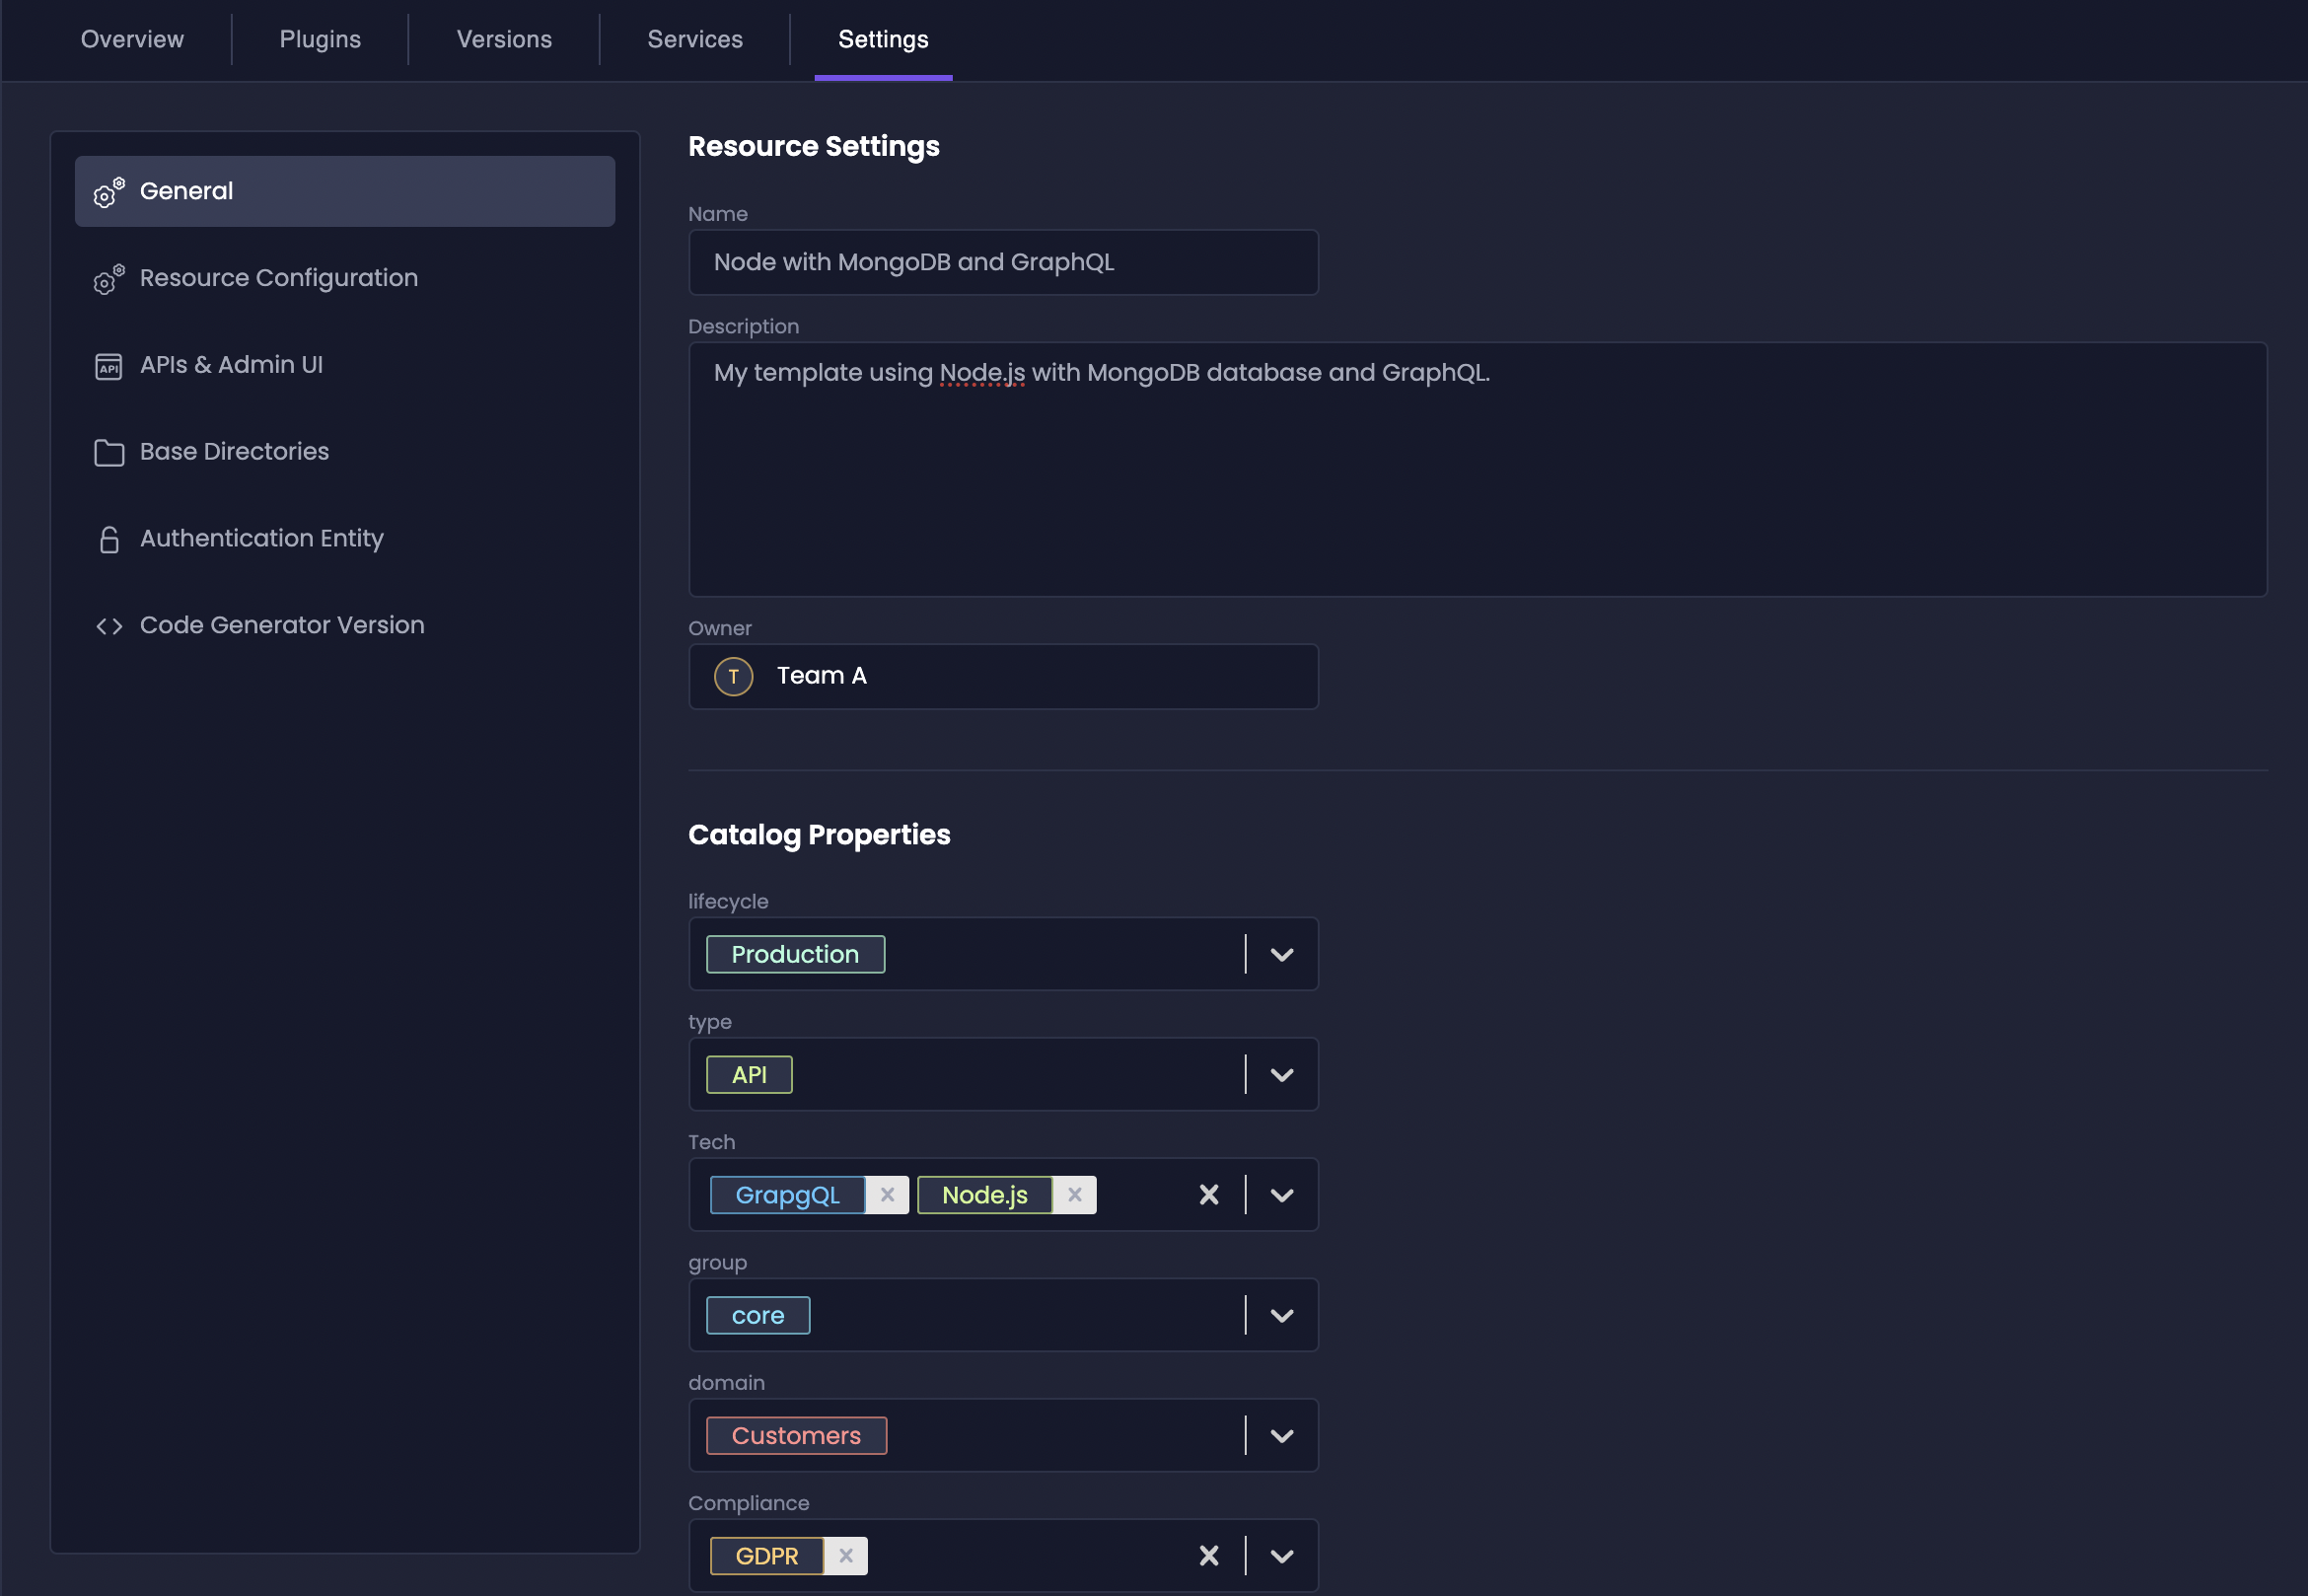 Overview
Plugins
Versions
Services
Settings
General
Resource Configuration
API
APIs & Admin UI
Base Directories
Authentication Entity
Code Generator Version
Resource Settings
Name
Node with MongoDB and GraphQL
Description
My template using Node.js with MongoDB database and GraphQL.
Owner
T Team A
Catalog Properties
lifecycle
Production
type
API
Tech
GrapgQL Node.js
group
core
domain
Customers
Compliance
GDPR